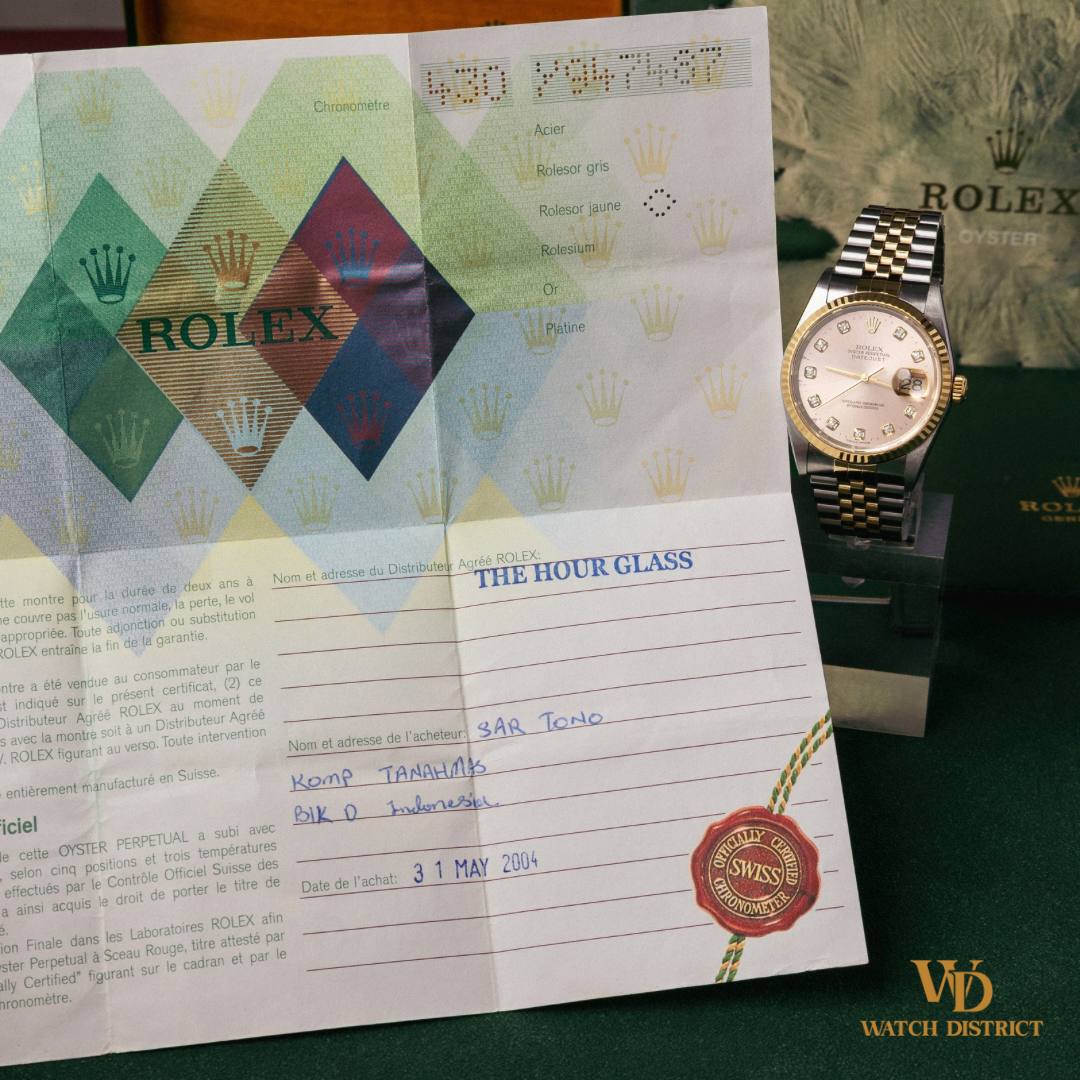 430 Y947487
Chronomètre
Acier
Rolesor gris
Rolesor jaune
Rolesium
Or
Platine
ROLEX
ROLEX
OYSTER
ROLEX
OYSTER PERPETUAL
DATEJUST
28
Nom et adresse du Distributeur Agréé ROLEX:
THE HOUR GLASS
Nom et adresse de l'acheteur: SAR TONO
KOMP TANAHMAS
BIK D Indonesia
Date de l'achat: 31 MAY 2004
tte montre pour la durée de deux ans à
ne couvre pas l'usure normale, la perte, le vol
appropriée. Toute adjonction ou substitution
ROLEX entraîne la fin de la garantie.
ntre a été vendue au consommateur par le
st indiqué sur le présent certificat, (2) ce
Distributeur Agréé ROLEX au moment de
s avec la montre soit à un Distributeur Agréé
V. ROLEX figurant au verso. Toute intervention
entièrement manufacturé en Suisse.
ficiel
de cette OYSTER PERPETUAL a subi avec
, selon cinq positions et trois températures
effectués par le Contrôle Officiel Suisse des
a ainsi acquis le droit de porter le titre de
é.
ion Finale dans les Laboratoires ROLEX afin
yster Perpetual à Sceau Rouge, titre attesté par
ally Certified" figurant sur le cadran et par le
hronomètre.
OFFICIALLY CERTIFIED
SWISS
CHRONOMETER
WD
WATCH DISTRICT